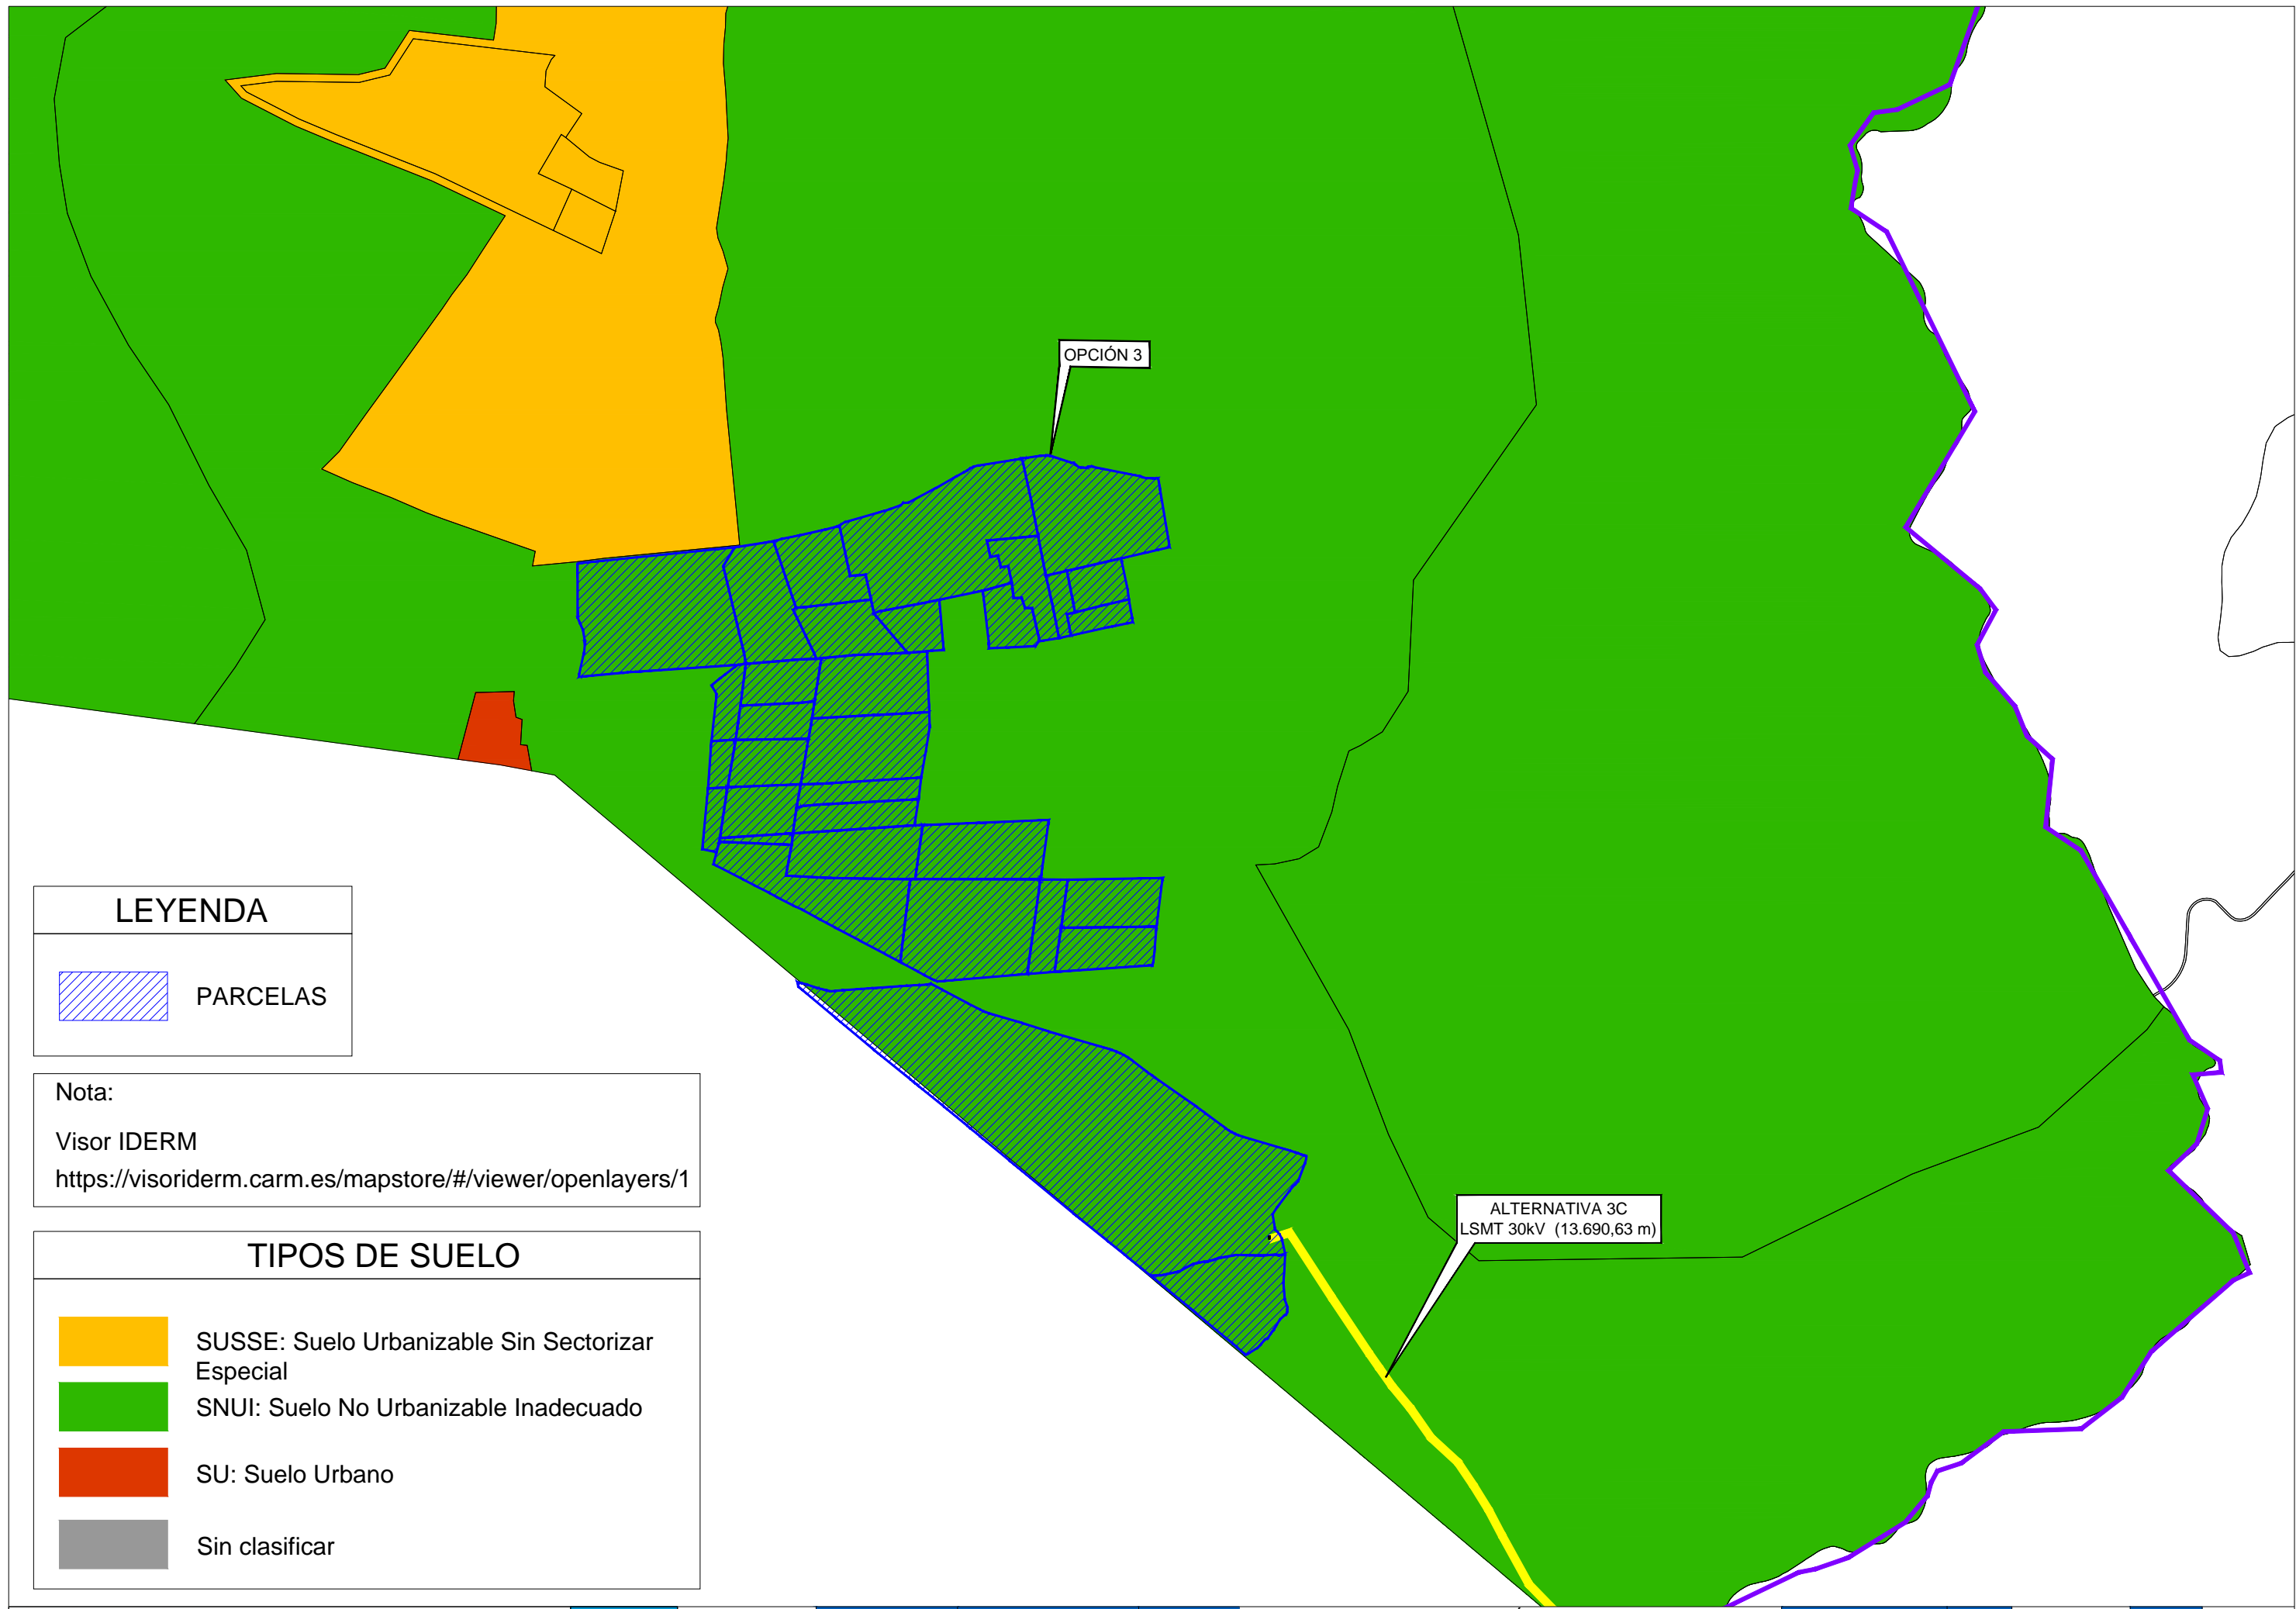 OPCIÓN 3
LEYENDA
PARCELAS
Nota:
Visor IDERM
https://visoriderm.carm.es/mapstore/#/viewer/openlayers/1
ALTERNATIVA 3C
LSMT 30kV (13.690,63 m)
TIPOS DE SUELO
SUSSE: Suelo Urbanizable Sin Sectorizar
Especial
SNUI: Suelo No Urbanizable Inadecuado
SU: Suelo Urbano
Sin clasificar